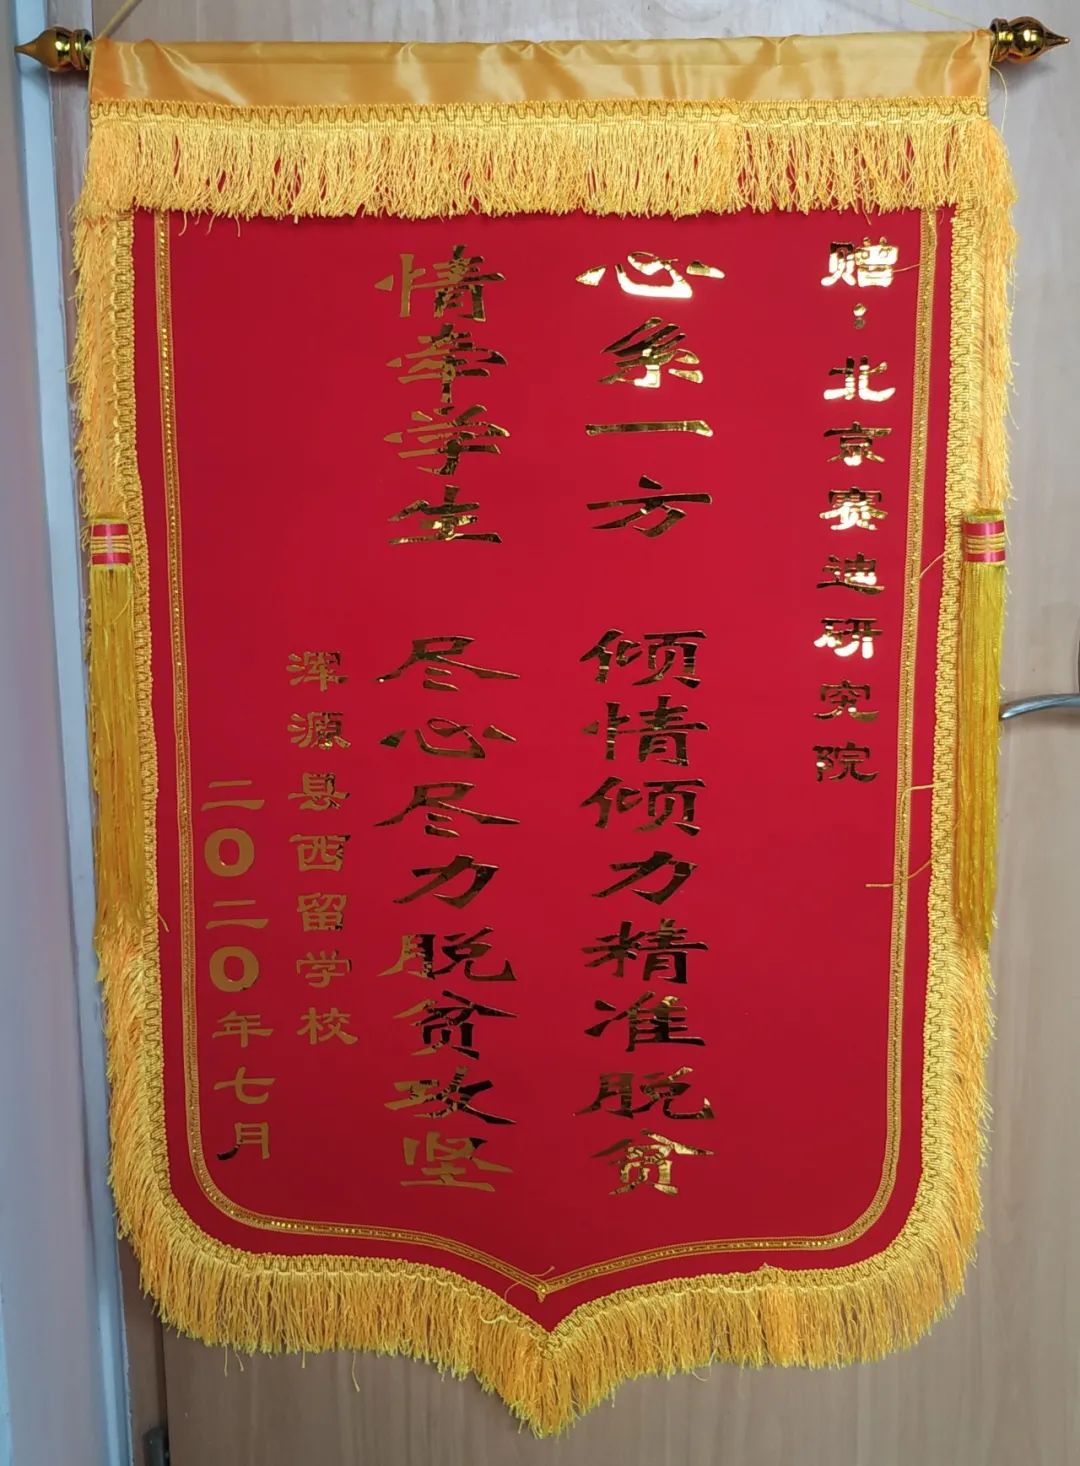 赠：北京赛迪研究院
心系一方 倾情倾力精准脱贫
情牵学生 尽心尽力脱贫攻坚
浑源县西留学校
二0二0年七月